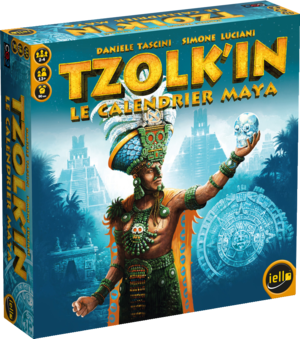 DANIELE TASCINI SIMONE LUCIANI
TZOLK'IN
LE CALENDRIER MAYA
TZOLK'IN
LE CALENDRIER MAYA
iello